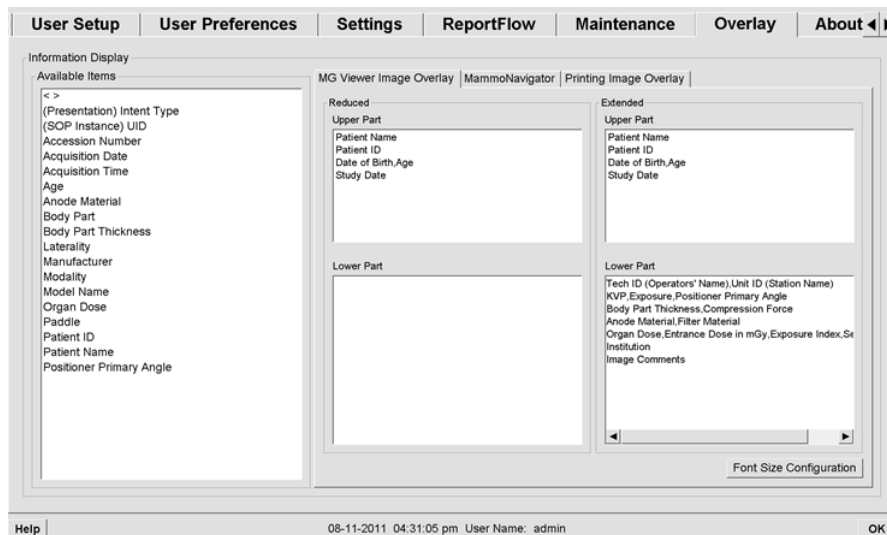 User Setup User Preferences Settings ReportFlow Maintenance Overlay About
Information Display
Available Items
< >
(Presentation) Intent Type
(SOP Instance) UID
Accession Number
Acquisition Date
Acquisition Time
Age
Anode Material
Body Part
Body Part Thickness
Laterality
Manufacturer
Modality
Model Name
Organ Dose
Paddle
Patient ID
Patient Name
Positioner Primary Angle
MG Viewer Image Overlay MammoNavigator Printing Image Overlay
Reduced
Upper Part
Patient Name
Patient ID
Date of Birth,Age
Study Date
Lower Part
Extended
Upper Part
Patient Name
Patient ID
Date of Birth,Age
Study Date
Lower Part
Tech ID (Operators' Name),Unit ID (Station Name)
KVP,Exposure,Positioner Primary Angle
Body Part Thickness,Compression Force
Anode Material,Filter Material
Organ Dose,Entrance Dose in mGy,Exposure Index,Se
Institution
Image Comments
Font Size Configuration
Help 08-11-2011 04:31:05 pm User Name: admin OK